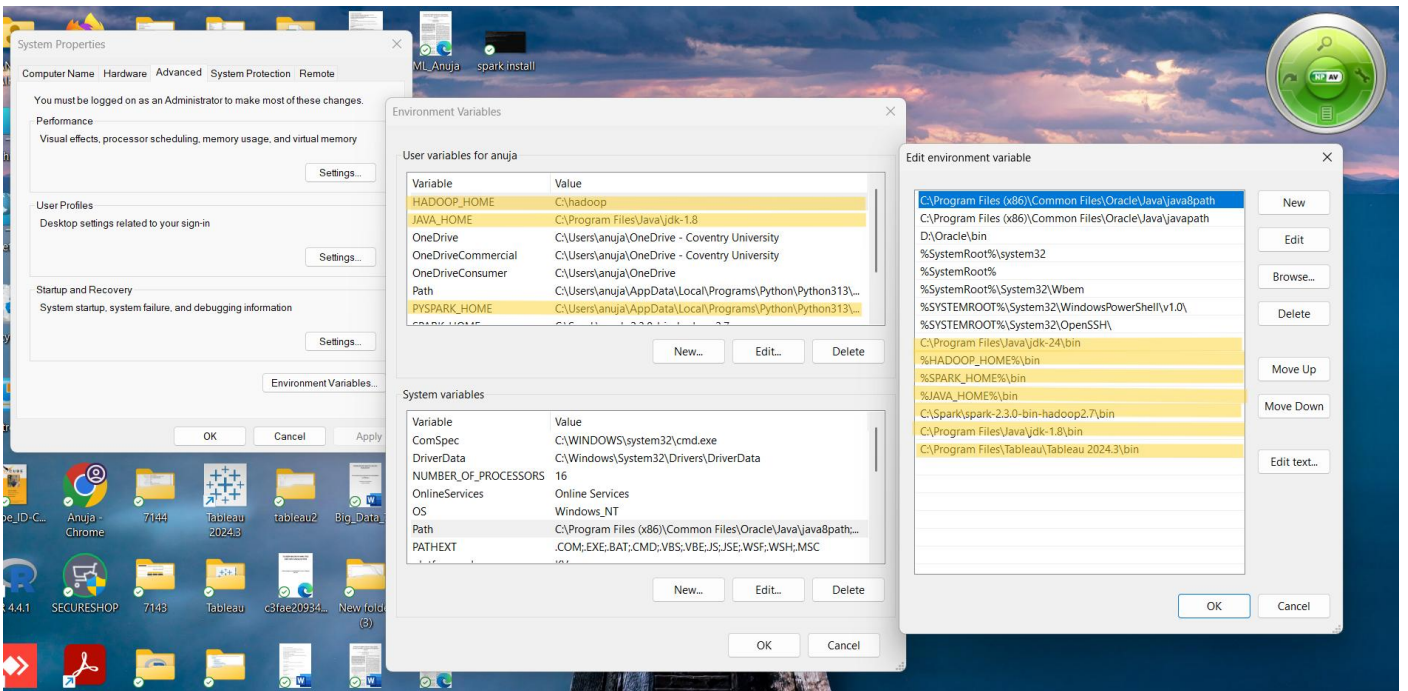 System Properties
Computer Name Hardware Advanced System Protection Remote
You must be logged on as an Administrator to make most of these changes.
Performance
Visual effects, processor scheduling, memory usage, and virtual memory
Settings...
User Profiles
Desktop settings related to your sign-in
Settings...
Startup and Recovery
System startup, system failure, and debugging information
Settings...
Environment Variables...
OK Cancel Apply
ML_Anuja spark install
Environment Variables
User variables for anuja
Variable Value
HADOOP_HOME C:\hadoop
JAVA_HOME C:\Program Files\Java\jdk-1.8
OneDrive C:\Users\anuja\OneDrive - Coventry University
OneDriveCommercial C:\Users\anuja\OneDrive - Coventry University
OneDriveConsumer C:\Users\anuja\OneDrive
Path C:\Users\anuja\AppData\Local\Programs\Python\Python313\...
PYSPARK_HOME C:\Users\anuja\AppData\Local\Programs\Python\Python313\...
New... Edit... Delete
System variables
Variable Value
ComSpec C:\WINDOWS\system32\cmd.exe
DriverData C:\Windows\System32\Drivers\DriverData
NUMBER_OF_PROCESSORS 16
OnlineServices Online Services
OS Windows_NT
Path C:\Program Files (x86)\Common Files\Oracle\Java\java8path;...
PATHEXT .COM;.EXE;.BAT;.CMD;.VBS;.VBE;.JS;.JSE;.WSF;.WSH;.MSC
New... Edit... Delete
OK Cancel
Edit environment variable
C:\Program Files (x86)\Common Files\Oracle\Java\java8path
C:\Program Files (x86)\Common Files\Oracle\Java\javapath
D:\Oracle\bin
%SystemRoot%\system32
%SystemRoot%
%SystemRoot%\System32\Wbem
%SYSTEMROOT%\System32\WindowsPowerShell\v1.0\
%SYSTEMROOT%\System32\OpenSSH\
C:\Program Files\Java\jdk-24\bin
%HADOOP_HOME%\bin
%SPARK_HOME%\bin
%JAVA_HOME%\bin
C:\Spark\spark-2.3.0-bin-hadoop2.7\bin
C:\Program Files\Java\jdk-1.8\bin
C:\Program Files\Tableau\Tableau 2024.3\bin
New
Edit
Browse...
Delete
Move Up
Move Down
Edit text...
OK Cancel
NP AV
Anuja -
Chrome
7144
Tableau
2024.3
tableau2
Big_Data_
4.4.1 SECURESHOP 7143 Tableau c3fae20934... New fold
(3)